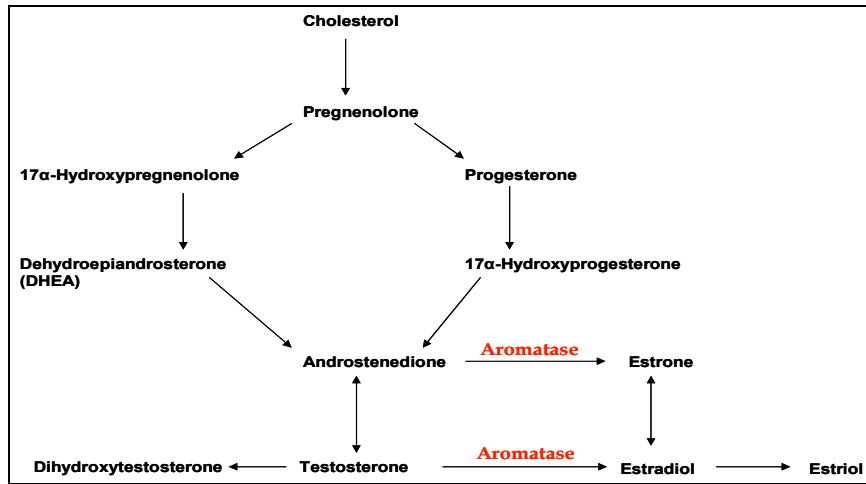 Cholesterol
Pregnenolone
17α-Hydroxypregnenolone
Progesterone
Dehydroepiandrosterone
(DHEA)
17α-Hydroxyprogesterone
Androstenedione
Aromatase
Estrone
Dihydroxytestosterone
Testosterone
Aromatase
Estradiol
Estriol